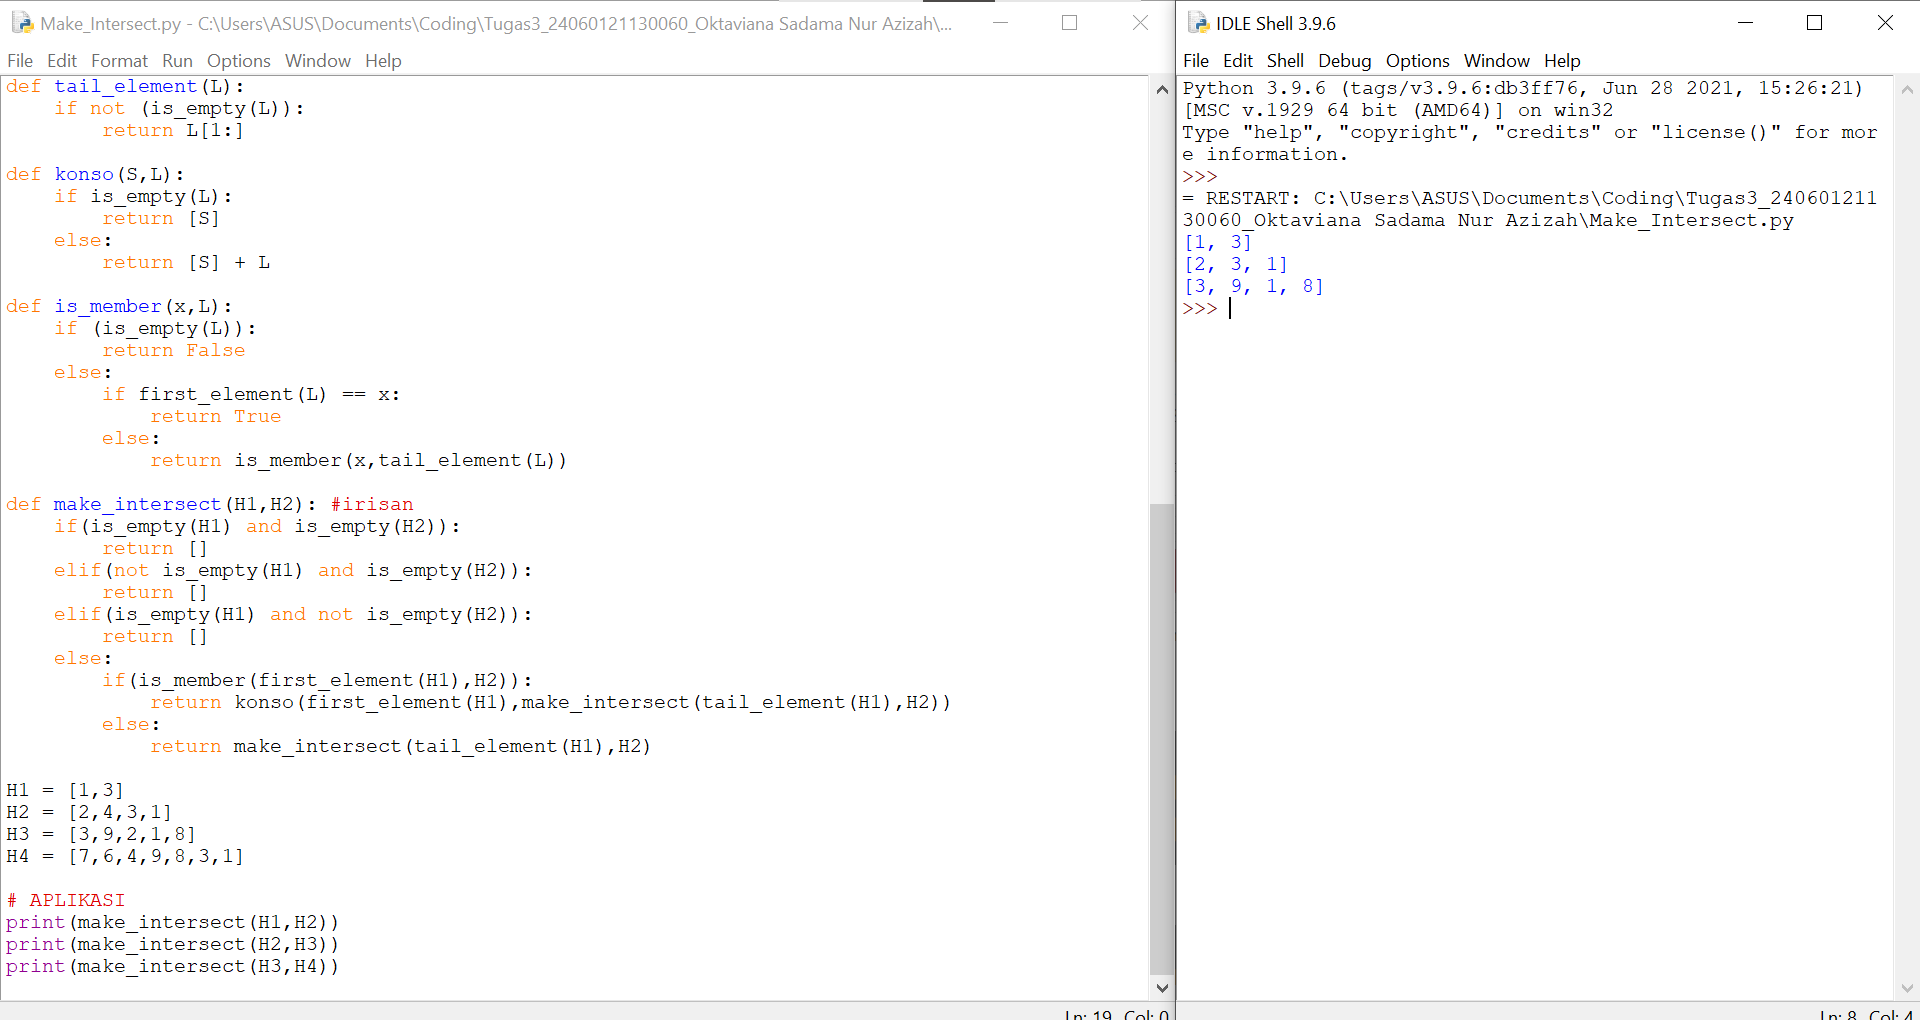 Make_Intersect.py - C:\Users\ASUS\Documents\Coding\Tugas3_24060121130060_Oktaviana Sadama Nur Azizah\...
File Edit Format Run Options Window Help
def tail_element(L):
    if not (is_empty(L)):
        return L[1:]

def konso(S,L):
    if is_empty(L):
        return [S]
    else:
        return [S] + L

def is_member(x,L):
    if (is_empty(L)):
        return False
    else:
        if first_element(L) == x:
            return True
        else:
            return is_member(x,tail_element(L))

def make_intersect(H1,H2): #irisan
    if(is_empty(H1) and is_empty(H2)):
        return []
    elif(not is_empty(H1) and is_empty(H2)):
        return []
    elif(is_empty(H1) and not is_empty(H2)):
        return []
    else:
        if(is_member(first_element(H1),H2)):
            return konso(first_element(H1),make_intersect(tail_element(H1),H2))
        else:
            return make_intersect(tail_element(H1),H2)

H1 = [1,3]
H2 = [2,4,3,1]
H3 = [3,9,2,1,8]
H4 = [7,6,4,9,8,3,1]

# APLIKASI
print(make_intersect(H1,H2))
print(make_intersect(H2,H3))
print(make_intersect(H3,H4))
Ln: 19 Col: 0
IDLE Shell 3.9.6
File Edit Shell Debug Options Window Help
Python 3.9.6 (tags/v3.9.6:db3ff76, Jun 28 2021, 15:26:21)
[MSC v.1929 64 bit (AMD64)] on win32
Type "help", "copyright", "credits" or "license()" for mor
e information.
>>>
= RESTART: C:\Users\ASUS\Documents\Coding\Tugas3_240601211
30060_Oktaviana Sadama Nur Azizah\Make_Intersect.py
[1, 3]
[2, 3, 1]
[3, 9, 1, 8]
>>>
Ln: 8 Col: 4